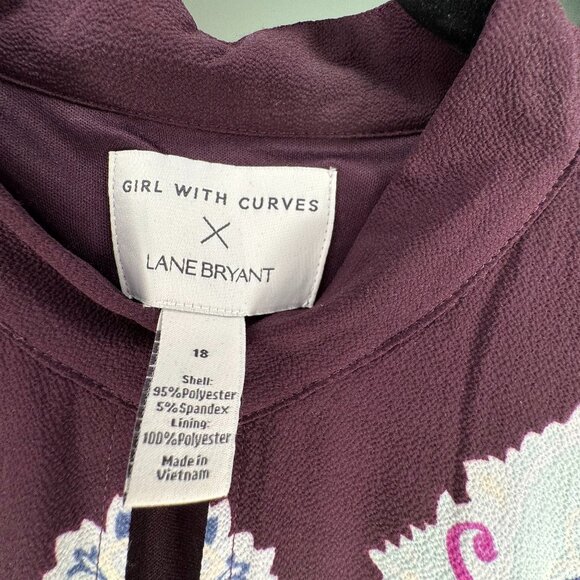 GIRL WITH CURVES
X
LANE BRYANT
18
Shell:
95%Polyester
5%Spandex
Lining:
100%Polyester
Made in
Vietnam